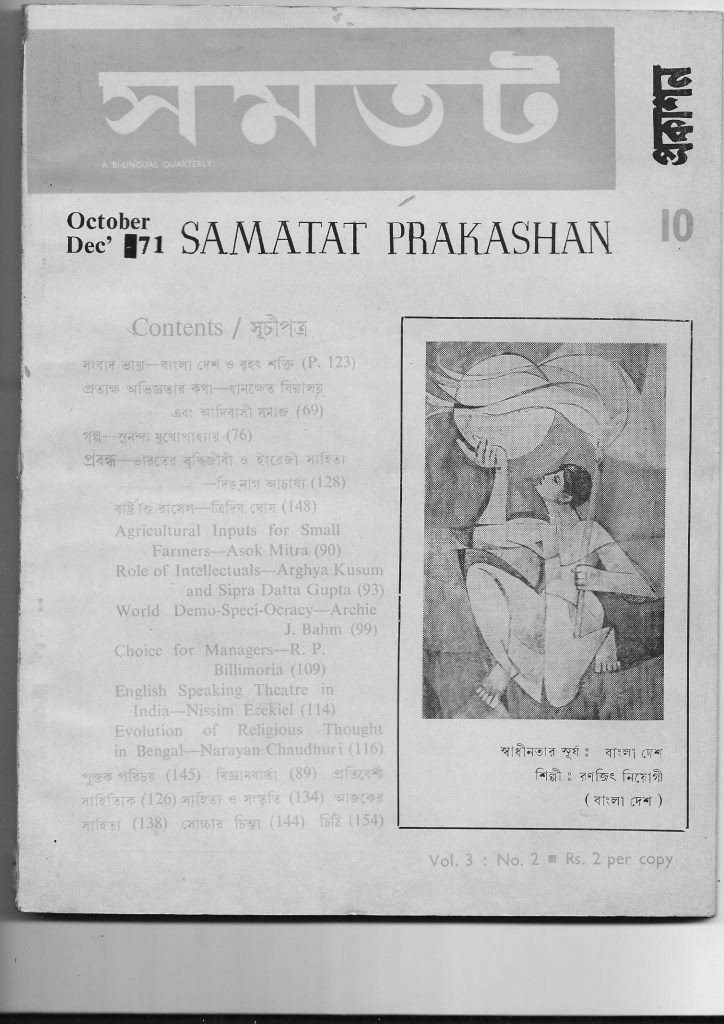 সমতট
প্রকাশন
A BI-LINGUAL QUARTERLY
October
Dec' 71 SAMATAT PRAKASHAN
10
Contents / সূচীপত্র
সংবাদ ভাষ্য—বাংলা দেশ ও বৃহৎ শক্তি (P. 123)
প্রত্যক্ষ অভিজ্ঞতার কথা—ধানক্ষেত বিদ্যালয়
এবং আদিবাসী সমাজ (69)
গল্প—সুনন্দা মুখোপাধ্যায় (76)
প্রবন্ধ—ভারতের বুদ্ধিজীবী ও ইংরেজী সাহিত্য
—দিঙনাগ আচার্য্য (128)
বার্ট্রাণ্ড রাসেল—ত্রিদিব ঘোষ (148)
Agricultural Inputs for Small
Farmers—Asok Mitra (90)
Role of Intellectuals—Arghya Kusum
and Sipra Datta Gupta (93)
World Demo-Speci-Ocracy—Archie
J. Bahm (99)
Choice for Managers—R. P.
Billimoria (109)
English Speaking Theatre in
India—Nissim Ezekiel (114)
Evolution of Religious Thought
in Bengal—Narayan Chaudhuri (116)
পুস্তক পরিচয় (145) বিজ্ঞানবার্তা (89) প্রতিবেশী
সাহিত্যিক (126) সাহিত্য ও সংস্কৃতি (134) আজকের
সাহিত্য (138) সোচ্চার চিন্তা (144) চিঠি (154)
স্বাধীনতার সূর্য : বাংলা দেশ
শিল্পী : রণজিৎ নিয়োগী
( বাংলা দেশ )
Vol. 3 : No. 2 ■ Rs. 2 per copy